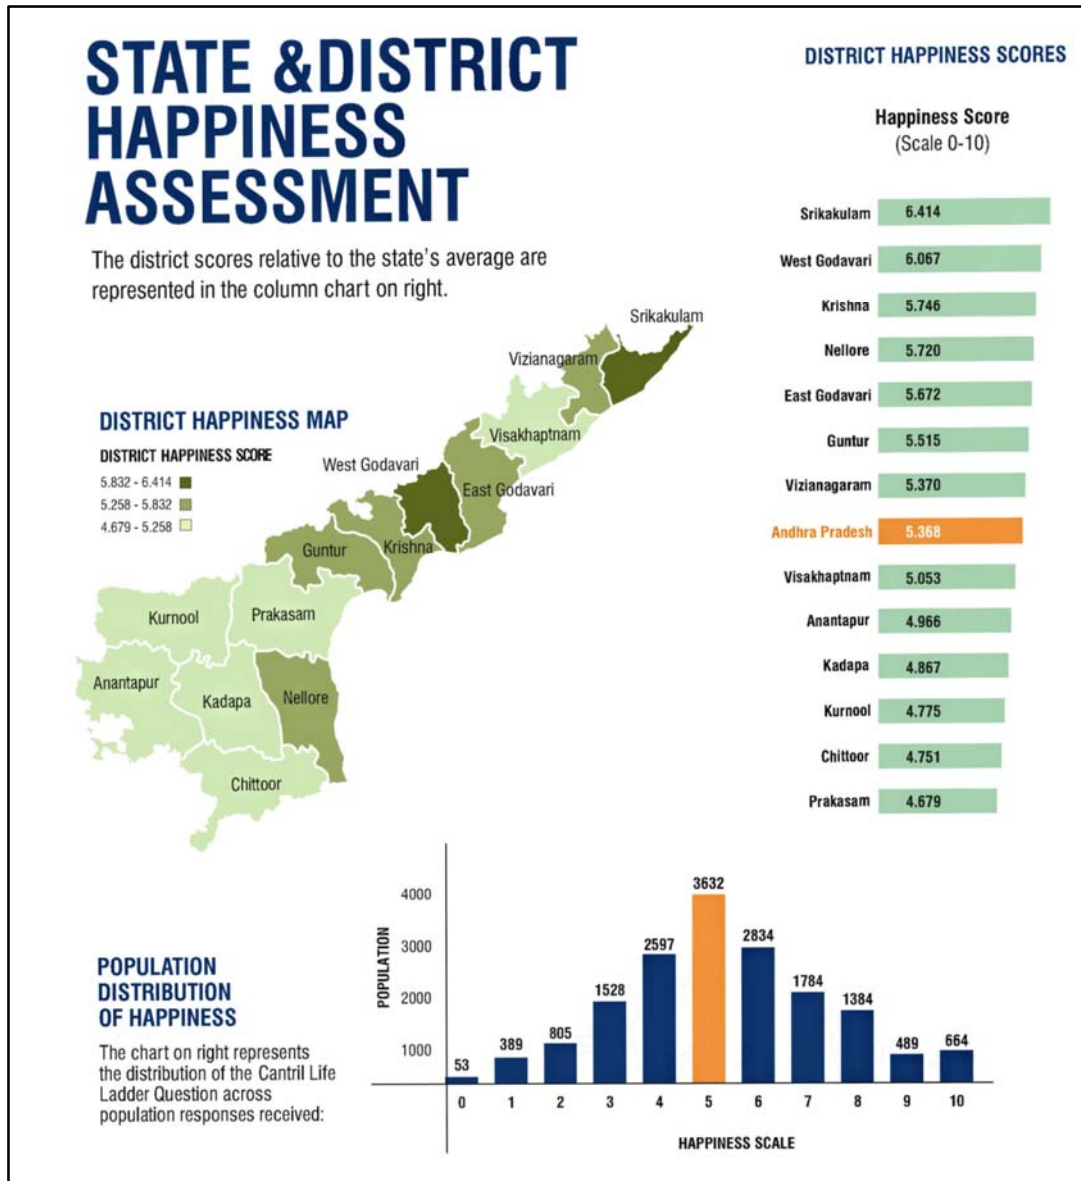 STATE &DISTRICT
HAPPINESS
ASSESSMENT
The district scores relative to the state's average are
represented in the column chart on right.
DISTRICT HAPPINESS SCORES
Happiness Score
(Scale 0-10)
Srikakulam 6.414
West Godavari 6.067
Krishna 5.746
Nellore 5.720
East Godavari 5.672
Guntur 5.515
Vizianagaram 5.370
Andhra Pradesh 5.368
Visakhaptnam 5.053
Anantapur 4.966
Kadapa 4.867
Kurnool 4.775
Chittoor 4.751
Prakasam 4.679
DISTRICT HAPPINESS MAP
DISTRICT HAPPINESS SCORE
5.832 - 6.414
5.258 - 5.832
4.679 - 5.258
Srikakulam
Vizianagaram
Visakhaptnam
West Godavari
East Godavari
Krishna
Guntur
Prakasam
Kurnool
Anantapur
Kadapa
Nellore
Chittoor
POPULATION
DISTRIBUTION
OF HAPPINESS
The chart on right represents
the distribution of the Cantril Life
Ladder Question across
population responses received:
POPULATION
4000
3000
2000
1000
53
389
805
1528
2597
3632
2834
1784
1384
489
664
0 1 2 3 4 5 6 7 8 9 10
HAPPINESS SCALE